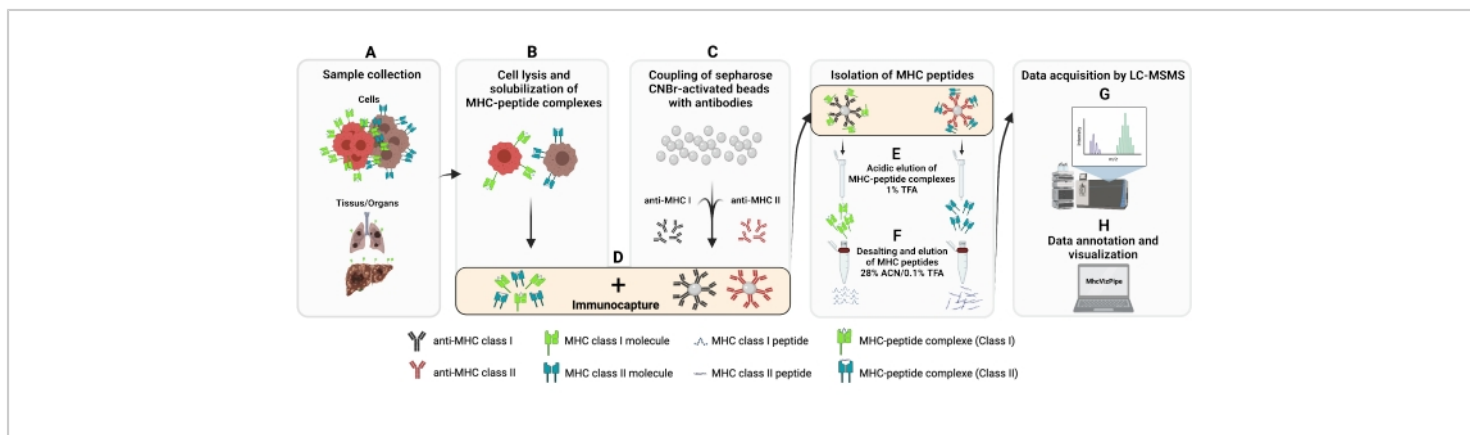 A
Sample collection
Cells
Tissue/Organs
B
Cell lysis and
solubilization of
MHC-peptide complexes
C
Coupling of sepharose
CNBr-activated beads
with antibodies
anti-MHC I
anti-MHC II
D
+
Immunocapture
Isolation of MHC peptides
E
Acidic elution of
MHC-peptide complexes
1% TFA
F
Desalting and elution
of MHC peptides
28% ACN/0.1% TFA
Data acquisition by LC-MSMS
G
Intensity
m/z
H
Data annotation and
visualization
MhcVizPipe
anti-MHC class I
MHC class I molecule
MHC class I peptide
MHC-peptide complexe (Class I)
anti-MHC class II
MHC class II molecule
MHC class II peptide
MHC-peptide complexe (Class II)